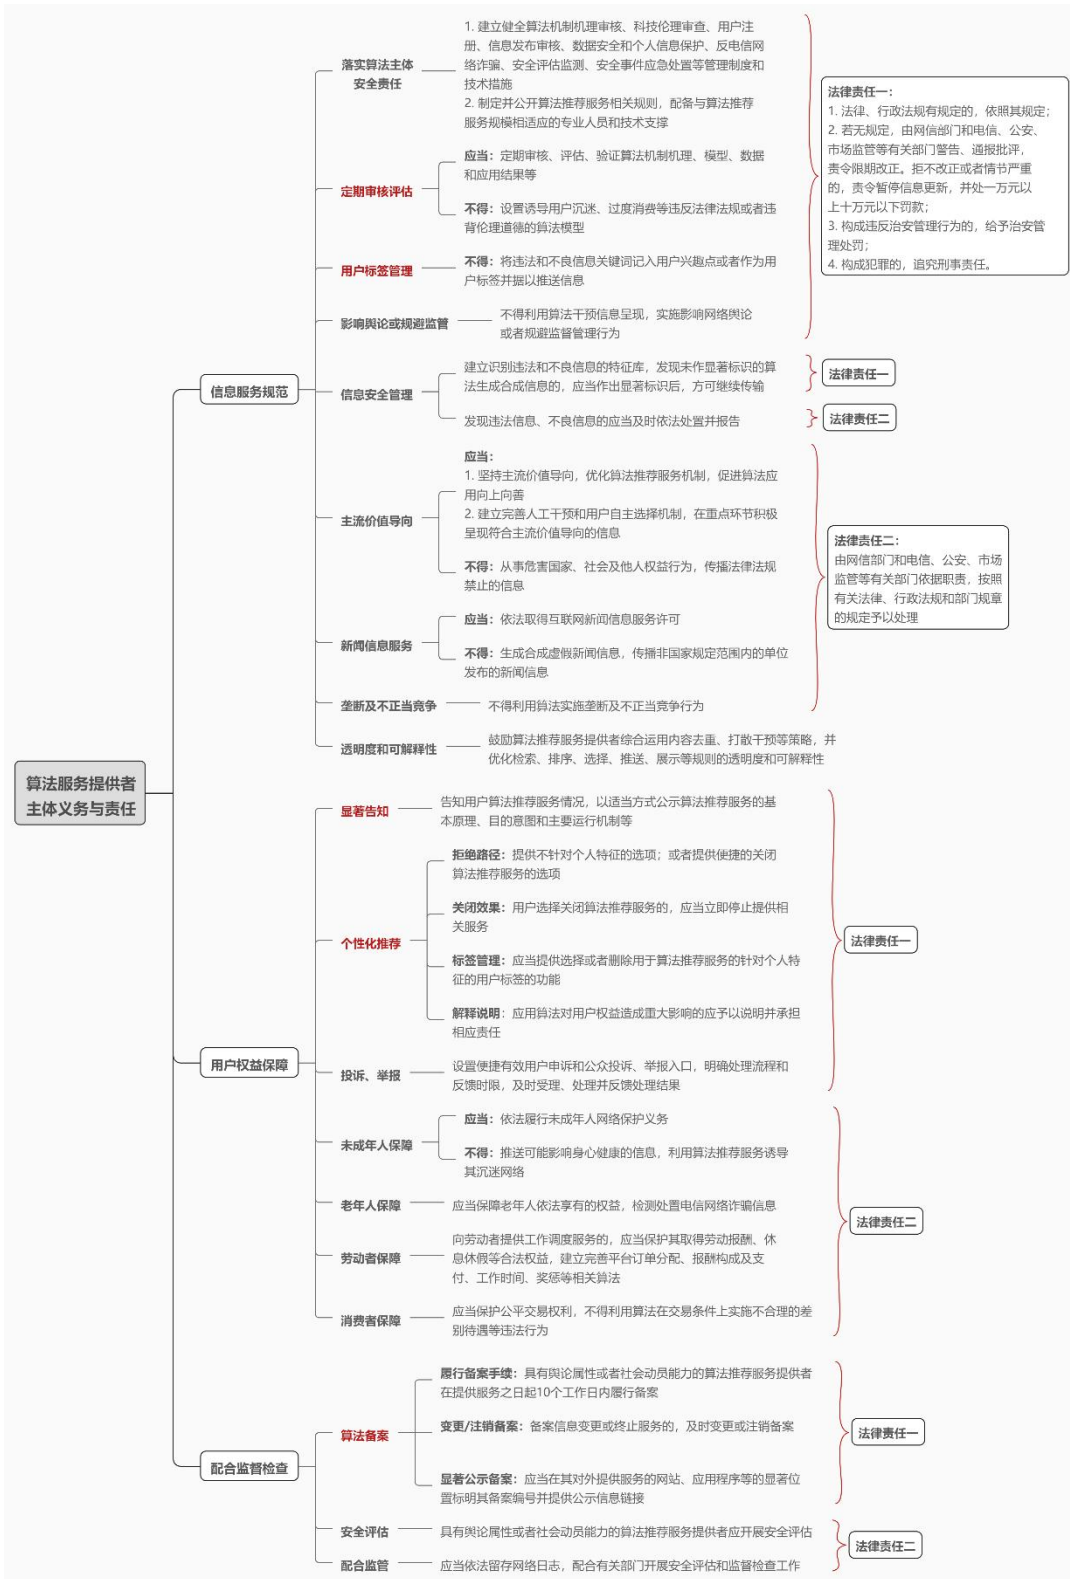 算法服务提供者
主体义务与责任
信息服务规范
落实算法主体
安全责任
1. 建立健全算法机制机理审核、科技伦理审查、用户注
册、信息发布审核、数据安全和个人信息保护、反电信网
络诈骗、安全评估监测、安全事件应急处置等管理制度和
技术措施
2. 制定并公开算法推荐服务相关规则，配备与算法推荐
服务规模相适应的专业人员和技术支撑
定期审核评估
应当：定期审核、评估、验证算法机制机理、模型、数据
和应用结果等
不得：设置诱导用户沉迷、过度消费等违反法律法规或者违
背伦理道德的算法模型
用户标签管理
不得：将违法和不良信息关键词记入用户兴趣点或者作为用
户标签并据以推送信息
影响舆论或规避监管
不得利用算法干预信息呈现，实施影响网络舆论
或者规避监督管理行为
法律责任一：
1. 法律、行政法规有规定的，依照其规定；
2. 若无规定，由网信部门和电信、公安、
市场监管等有关部门警告、通报批评，
责令限期改正。拒不改正或者情节严重
的，责令暂停信息更新，并处一万元以
上十万元以下罚款；
3. 构成违反治安管理行为的，给予治安管
理处罚；
4. 构成犯罪的，追究刑事责任。
信息安全管理
建立识别违法和不良信息的特征库，发现未作显著标识的算
法生成合成信息的，应当作出显著标识后，方可继续传输
法律责任一
发现违法信息、不良信息的应当及时依法处置并报告
法律责任二
主流价值导向
应当：
1. 坚持主流价值导向，优化算法推荐服务机制，促进算法应
用向上向善
2. 建立完善人工干预和用户自主选择机制，在重点环节积极
呈现符合主流价值导向的信息
不得：从事危害国家、社会及他人权益行为，传播法律法规
禁止的信息
新闻信息服务
应当：依法取得互联网新闻信息服务许可
不得：生成合成虚假新闻信息，传播非国家规定范围内的单位
发布的新闻信息
垄断及不正当竞争
不得利用算法实施垄断及不正当竞争行为
法律责任二：
由网信部门和电信、公安、市场
监管等有关部门依据职责，按照
有关法律、行政法规和部门规章
的规定予以处理
透明度和可解释性
鼓励算法推荐服务提供者综合运用内容去重、打散干预等策略，并
优化检索、排序、选择、推送、展示等规则的透明度和可解释性
用户权益保障
显著告知
告知用户算法推荐服务情况，以适当方式公示算法推荐服务的基
本原理、目的意图和主要运行机制等
个性化推荐
拒绝路径：提供不针对个人特征的选项；或者提供便捷的关闭
算法推荐服务的选项
关闭效果：用户选择关闭算法推荐服务的，应当立即停止提供相
关服务
标签管理：应当提供选择或者删除用于算法推荐服务的针对个人特
征的用户标签的功能
解释说明：应用算法对用户权益造成重大影响的应予以说明并承担
相应责任
投诉、举报
设置便捷有效用户申诉和公众投诉、举报入口，明确处理流程和
反馈时限，及时受理、处理并反馈处理结果
法律责任一
未成年人保障
应当：依法履行未成年人网络保护义务
不得：推送可能影响身心健康的信息，利用算法推荐服务诱导
其沉迷网络
老年人保障
应当保障老年人依法享有的权益，检测处置电信网络诈骗信息
劳动者保障
向劳动者提供工作调度服务的，应当保护其取得劳动报酬、休
息休假等合法权益，建立完善平台订单分配、报酬构成及支
付、工作时间、奖惩等相关算法
消费者保障
应当保护公平交易权利，不得利用算法在交易条件上实施不合理的差
别待遇等违法行为
法律责任二
配合监督检查
算法备案
履行备案手续：具有舆论属性或者社会动员能力的算法推荐服务提供者
在提供服务之日起10个工作日内履行备案
变更/注销备案：备案信息变更或终止服务的，及时变更或注销备案
显著公示备案：应当在其对外提供服务的网站、应用程序等的显著位
置标明其备案编号并提供公示信息链接
法律责任一
安全评估
具有舆论属性或者社会动员能力的算法推荐服务提供者应开展安全评估
配合监管
应当依法留存网络日志，配合有关部门开展安全评估和监督检查工作
法律责任二